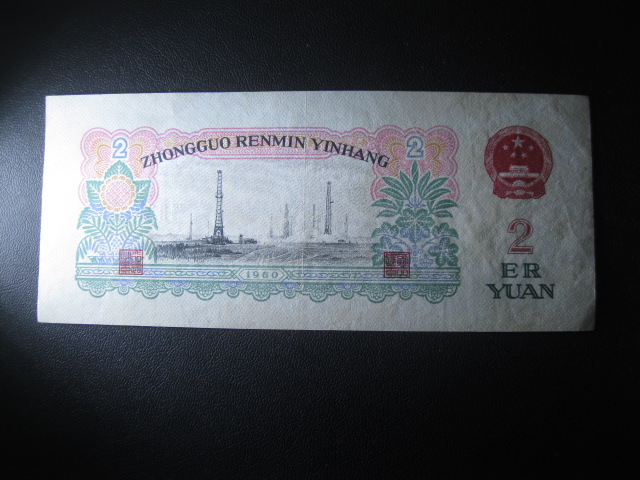 2
ZHONGGUO RENMIN YINHANG
2
1960
2
ER
YUAN